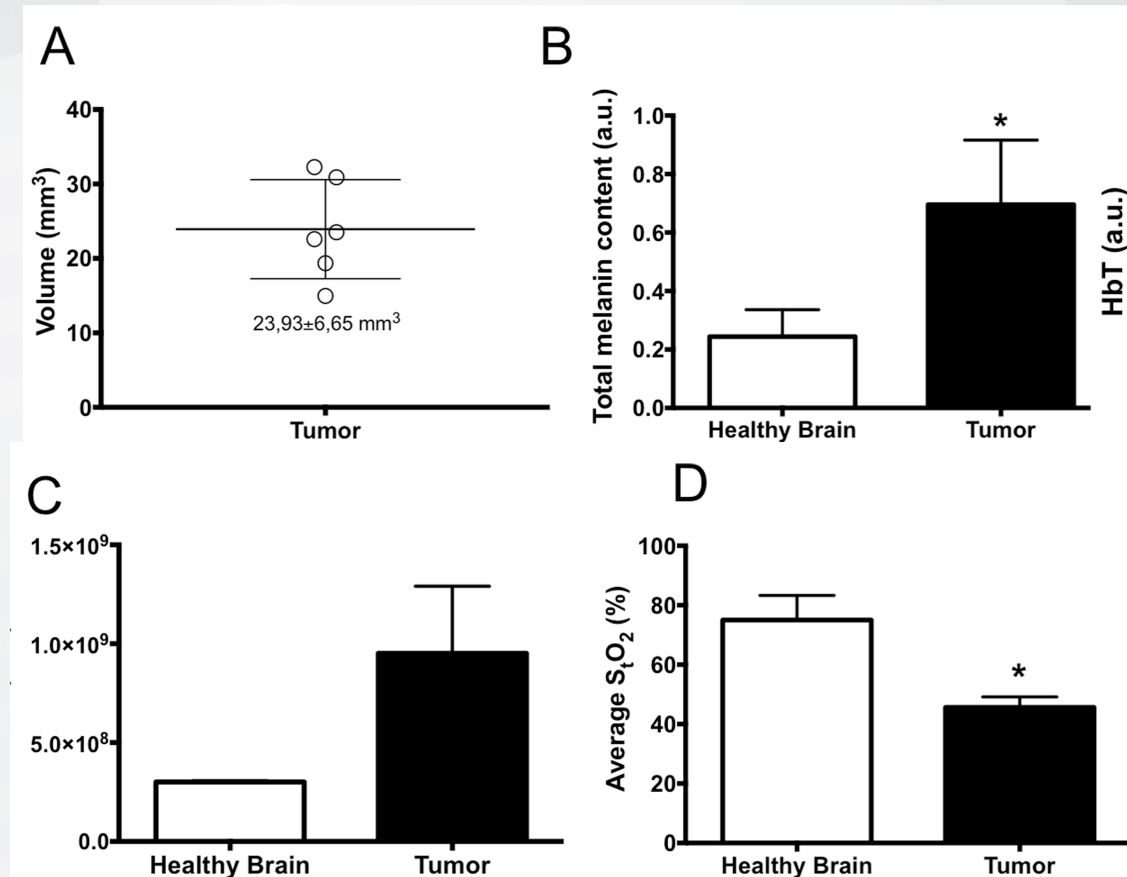 A
B
Volume (mm³)
40
30
20
10
0
23,93±6,65 mm³
Tumor
Total melanin content (a.u.)
1.0
0.8
0.6
0.4
0.2
0.0
*
Healthy Brain
Tumor
HbT (a.u.)
C
D
1.5×10⁹
1.0×10⁹
5.0×10⁸
0.0
Healthy Brain
Tumor
Average StO₂ (%)
100
80
60
40
20
0
*
Healthy Brain
Tumor